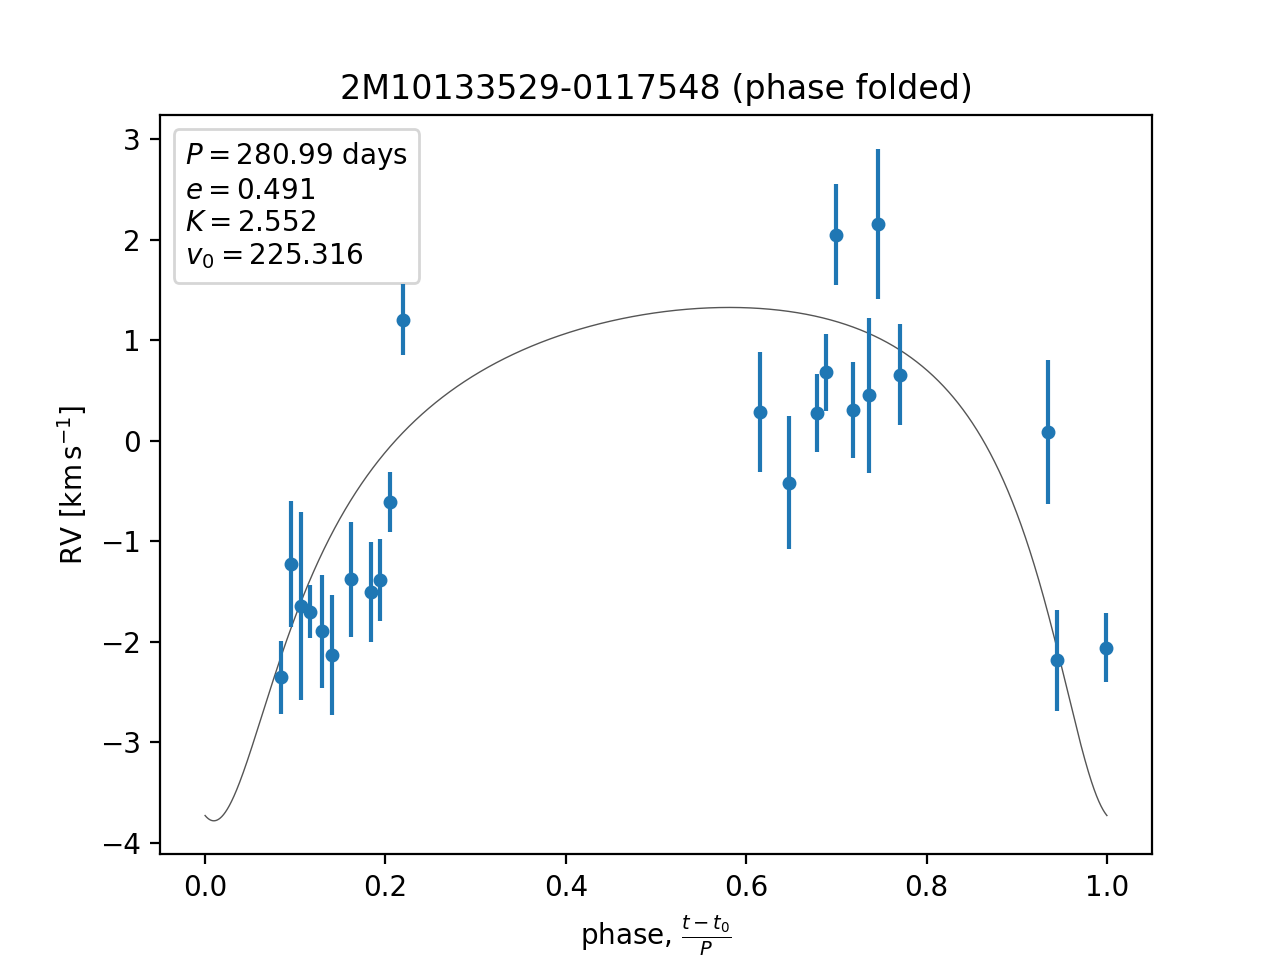 2M10133529-0117548 (phase folded)
P = 280.99 days
e = 0.491
K = 2.552
v₀ = 225.316
3
2
1
0
−1
−2
−3
−4
RV [km s⁻¹]
0.0 0.2 0.4 0.6 0.8 1.0
phase, (t − t₀)/P